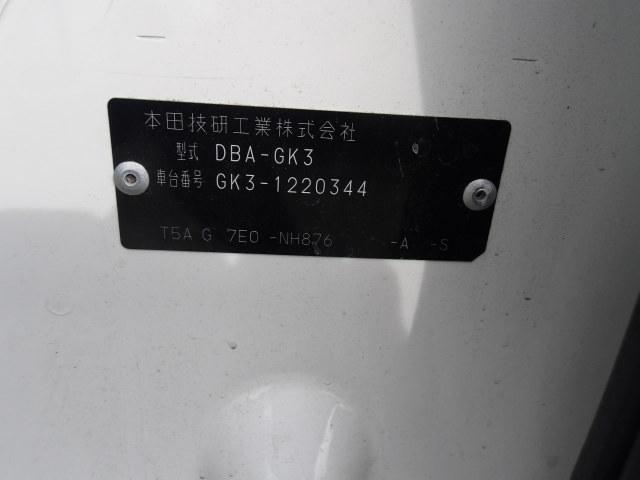 本田技研工業株式会社
型式 DBA-GK3
車台番号 GK3-1220344
T5A G 7E0 -NH876 -A -S